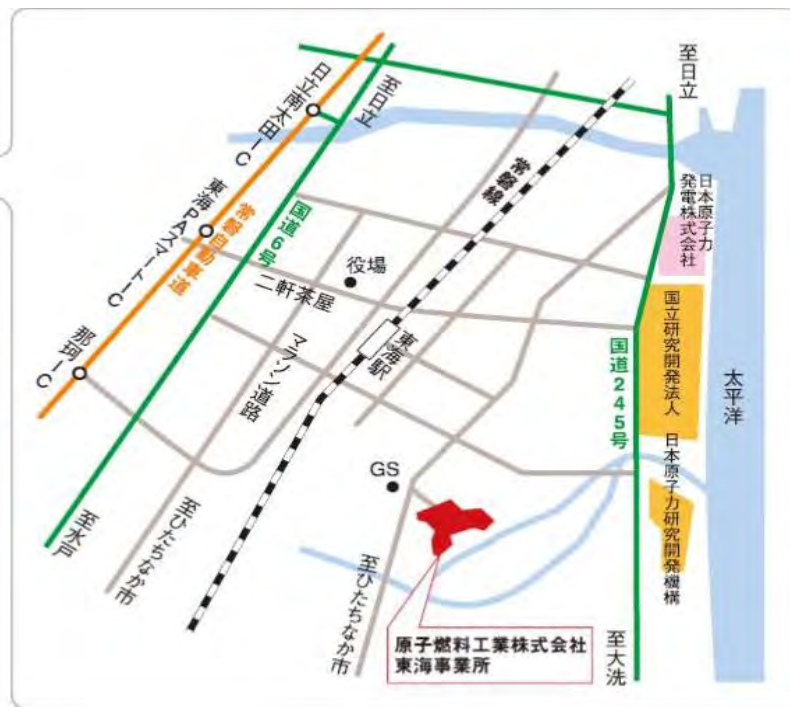 至日立
日立南太田IC
至日立
常磐線
日本原子力
発電株式会社
東海PAスマートIC
常磐自動車道
国道6号
役場
二軒茶屋
東海駅
那珂IC
マラソン道路
国道245号
国立研究開発法人 日本原子力研究開発機構
太平洋
GS
至水戸
至ひたちなか市
至ひたちなか市
原子燃料工業株式会社
東海事業所
至大洗